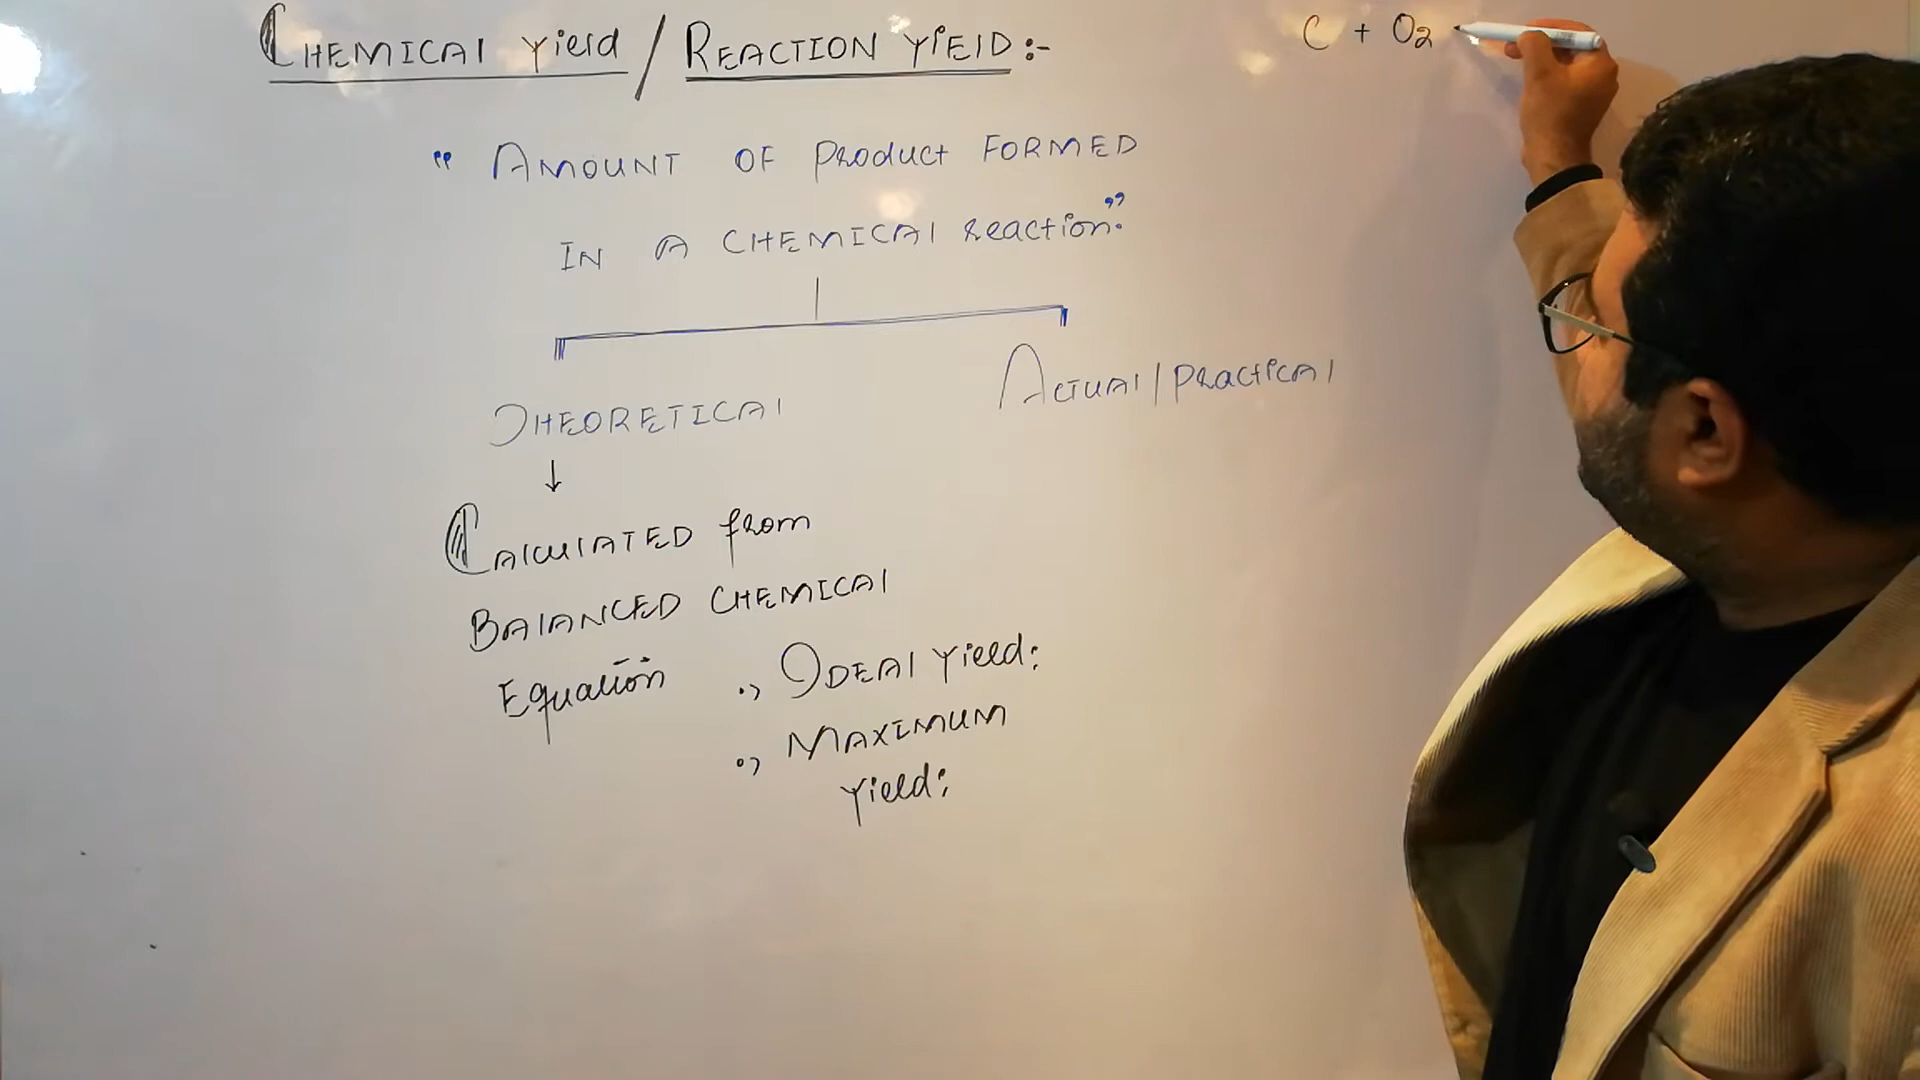 CHEMICAl yield / REACTION YIElD :-
C + O2
" AMOUNT OF Product FORMED
IN A CHEMICAl Reaction."
THEORETICAl
ACTUAl / PRactiCAl
↓
CAlCUlATED from
BAlANCED CHEMICAl
Equation
., IDEAl Yield:
., MAXIMUM
Yield: